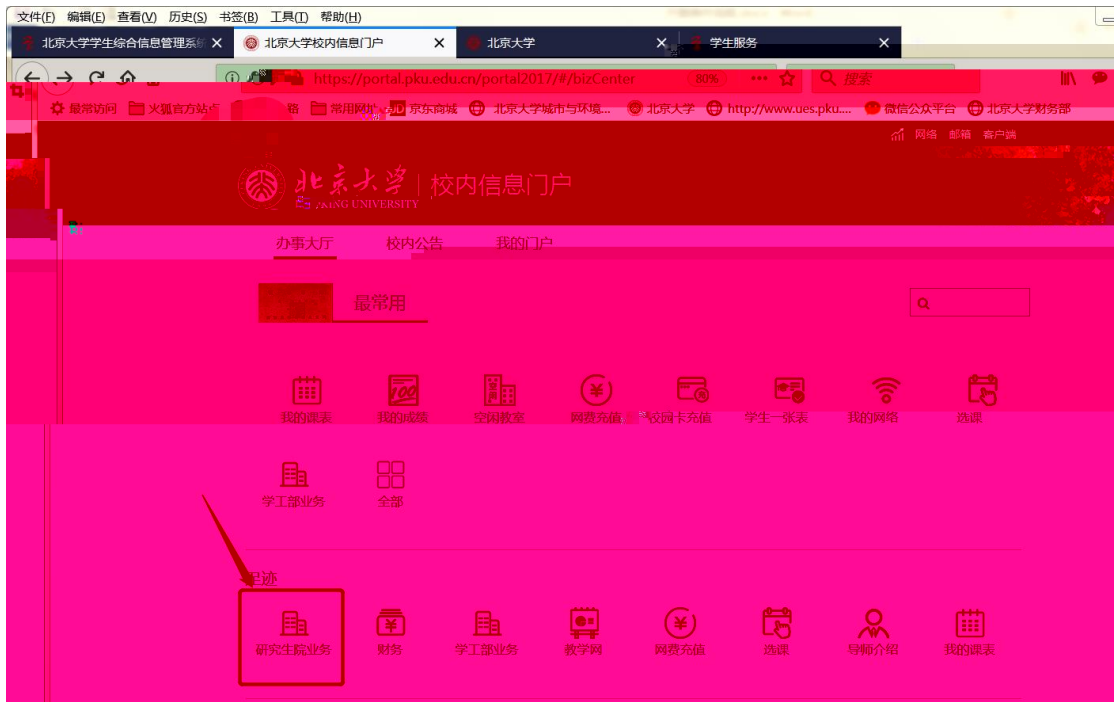 文件(F) 编辑(E) 查看(V) 历史(S) 书签(B) 工具(T) 帮助(H)
北京大学学生综合信息管理系统 北京大学校内信息门户 北京大学 学生服务
https://portal.pku.edu.cn/portal2017/#/bizCenter 80% 搜索
最常访问 火狐官方站点 常用网址 JD 京东商城 北京大学城市与环境... 北京大学 http://www.ues.pku.... 微信公众平台 北京大学财务部
网络 邮箱 客户端
北京大学 校内信息门户
UNIVERSITY
办事大厅 校内公告 我的门户
最常用
我的课表 我的成绩 空闲教室 网费充值 校园卡充值 学生一张表 我的网络 选课
学工部业务 全部
足迹
研究生院业务 财务 学工部业务 教学网 网费充值 选课 导师介绍 我的课表